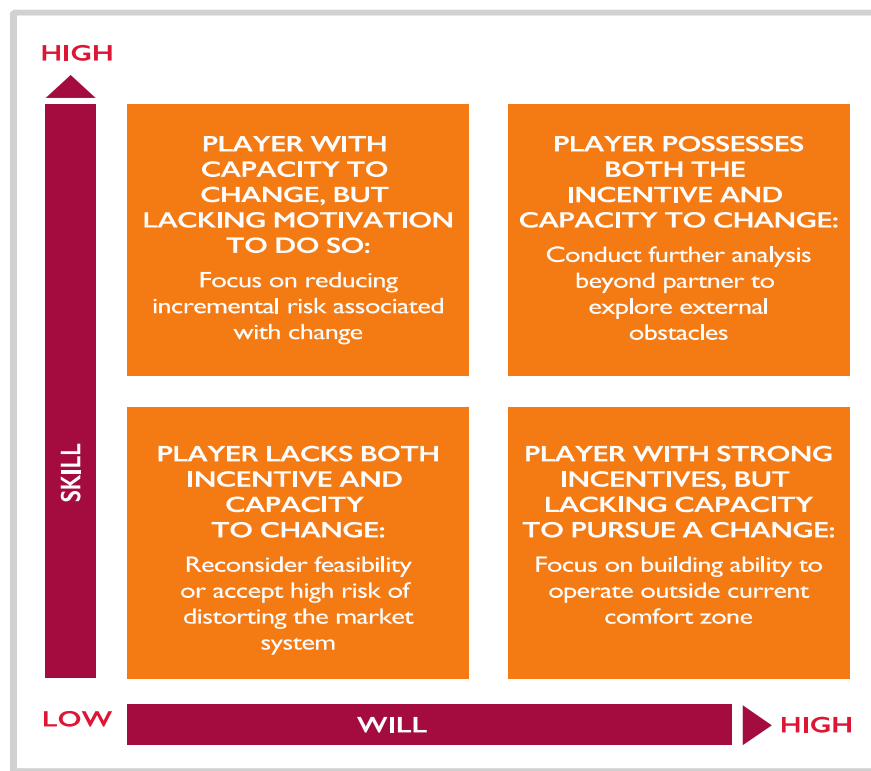 HIGH
PLAYER WITH
CAPACITY TO
CHANGE, BUT
LACKING MOTIVATION
TO DO SO:
Focus on reducing
incremental risk associated
with change
PLAYER POSSESSES
BOTH THE
INCENTIVE AND
CAPACITY TO CHANGE:
Conduct further analysis
beyond partner to
explore external
obstacles
SKILL
PLAYER LACKS BOTH
INCENTIVE AND
CAPACITY
TO CHANGE:
Reconsider feasibility
or accept high risk of
distorting the market
system
PLAYER WITH STRONG
INCENTIVES, BUT
LACKING CAPACITY
TO PURSUE A CHANGE:
Focus on building ability to
operate outside current
comfort zone
LOW
WILL
HIGH